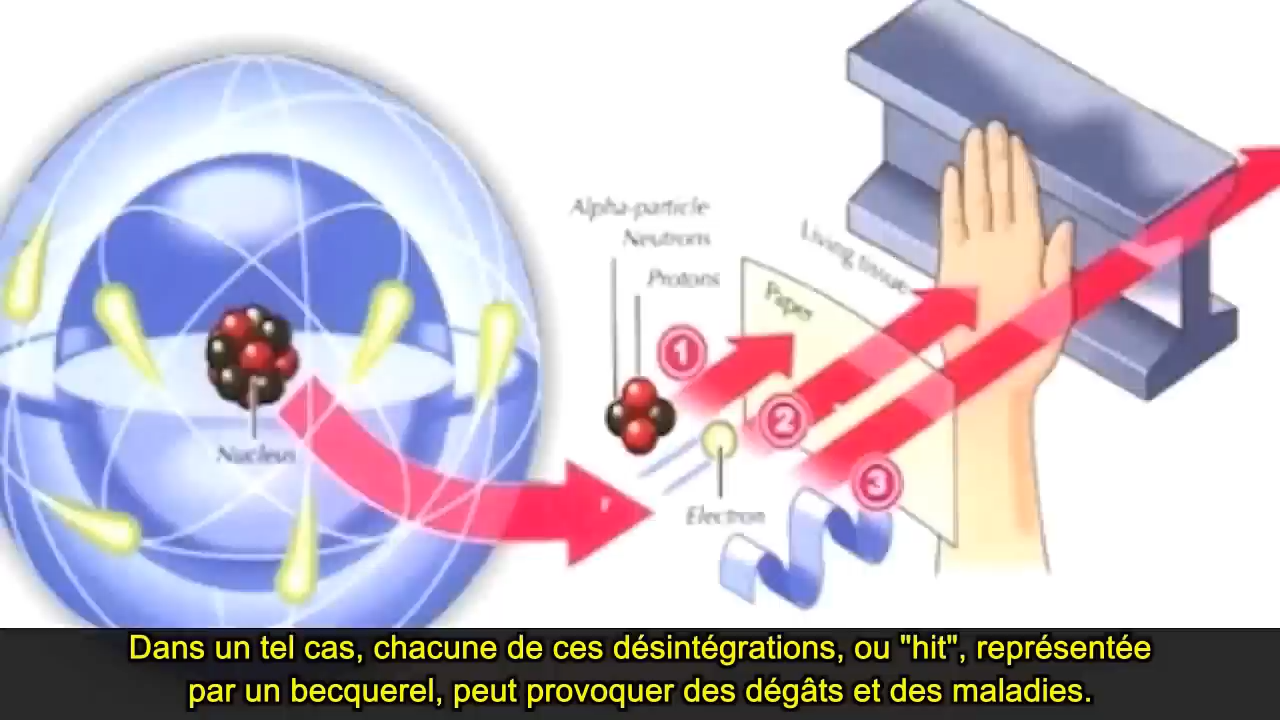 Alpha-particle
Neutrons
Protons
Living tissue
Paper
1
2
3
Nucleus
Electron
Dans un tel cas, chacune de ces désintégrations, ou "hit", représentée
par un becquerel, peut provoquer des dégâts et des maladies.